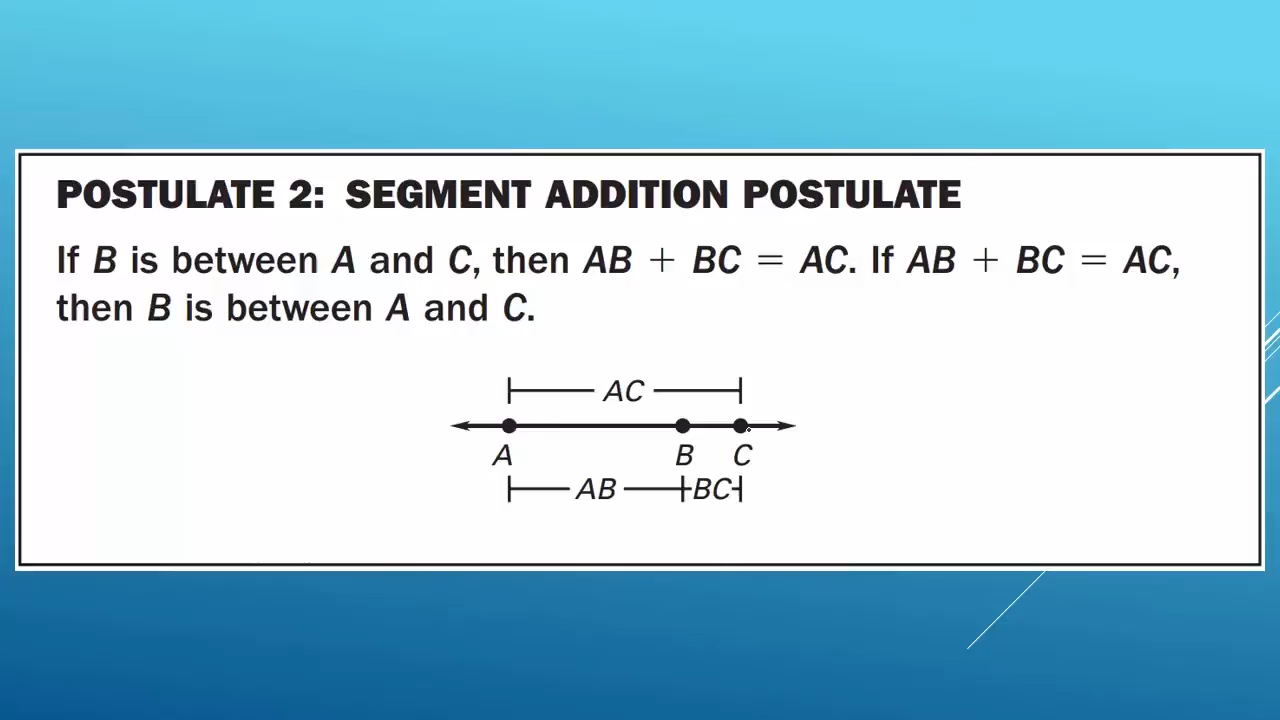 POSTULATE 2: SEGMENT ADDITION POSTULATE
If B is between A and C, then AB + BC = AC. If AB + BC = AC,
then B is between A and C.
AC
A B C
AB BC